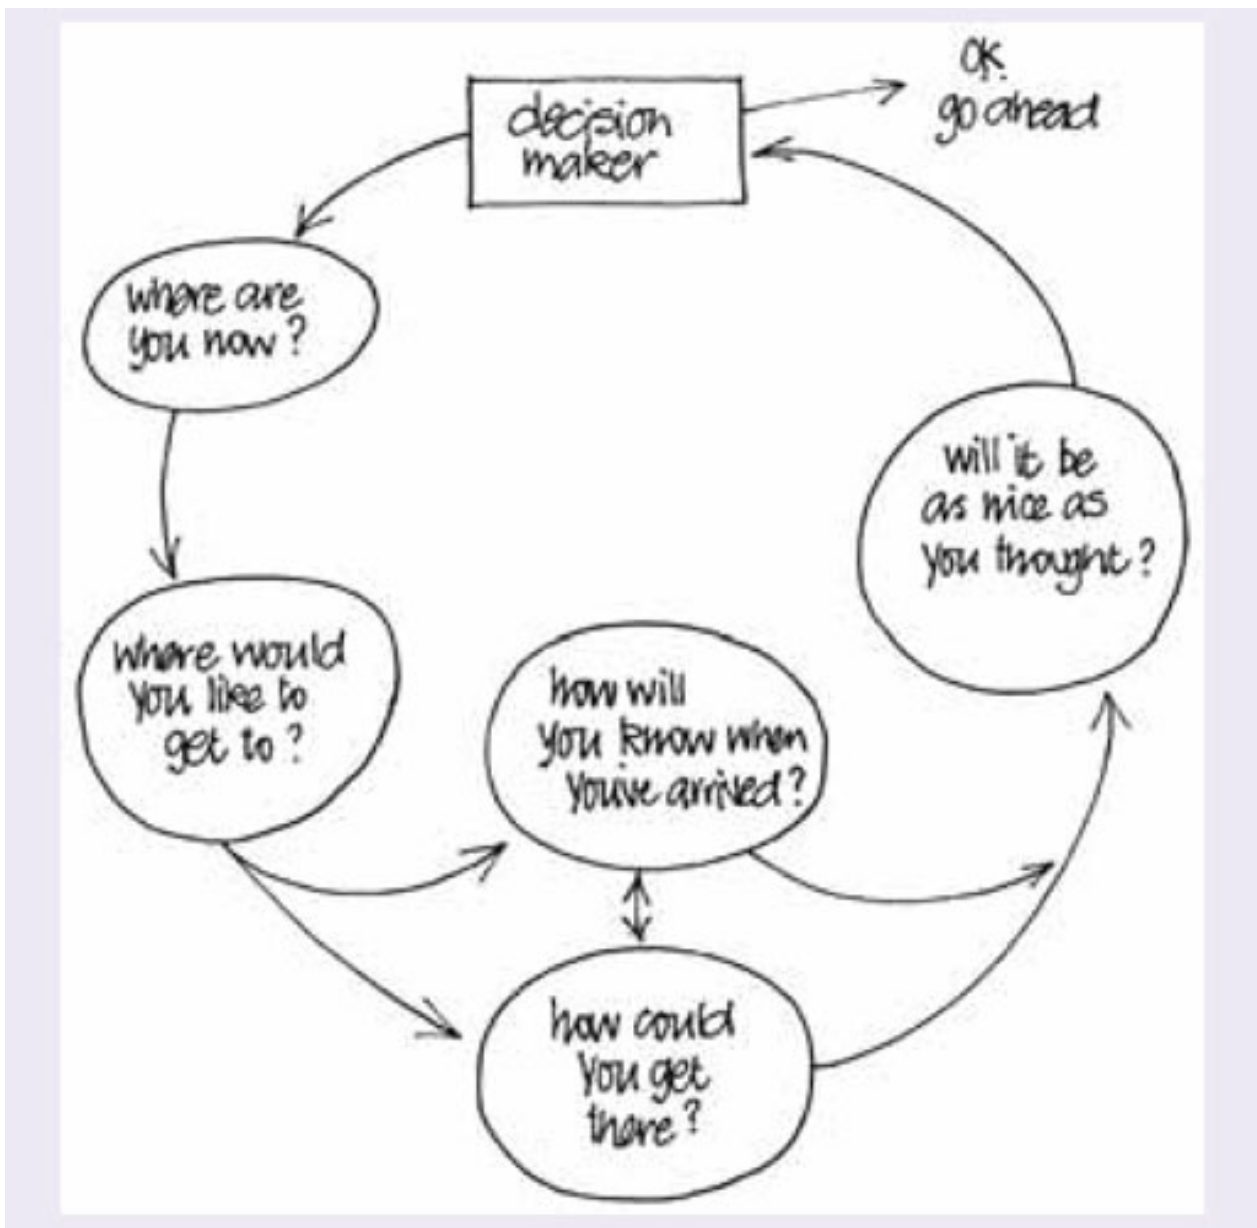 decision
maker
OK
go ahead
where are
you now?
where would
you like to
get to?
how will
you know when
you've arrived?
how could
you get
there?
will it be
as nice as
you thought?